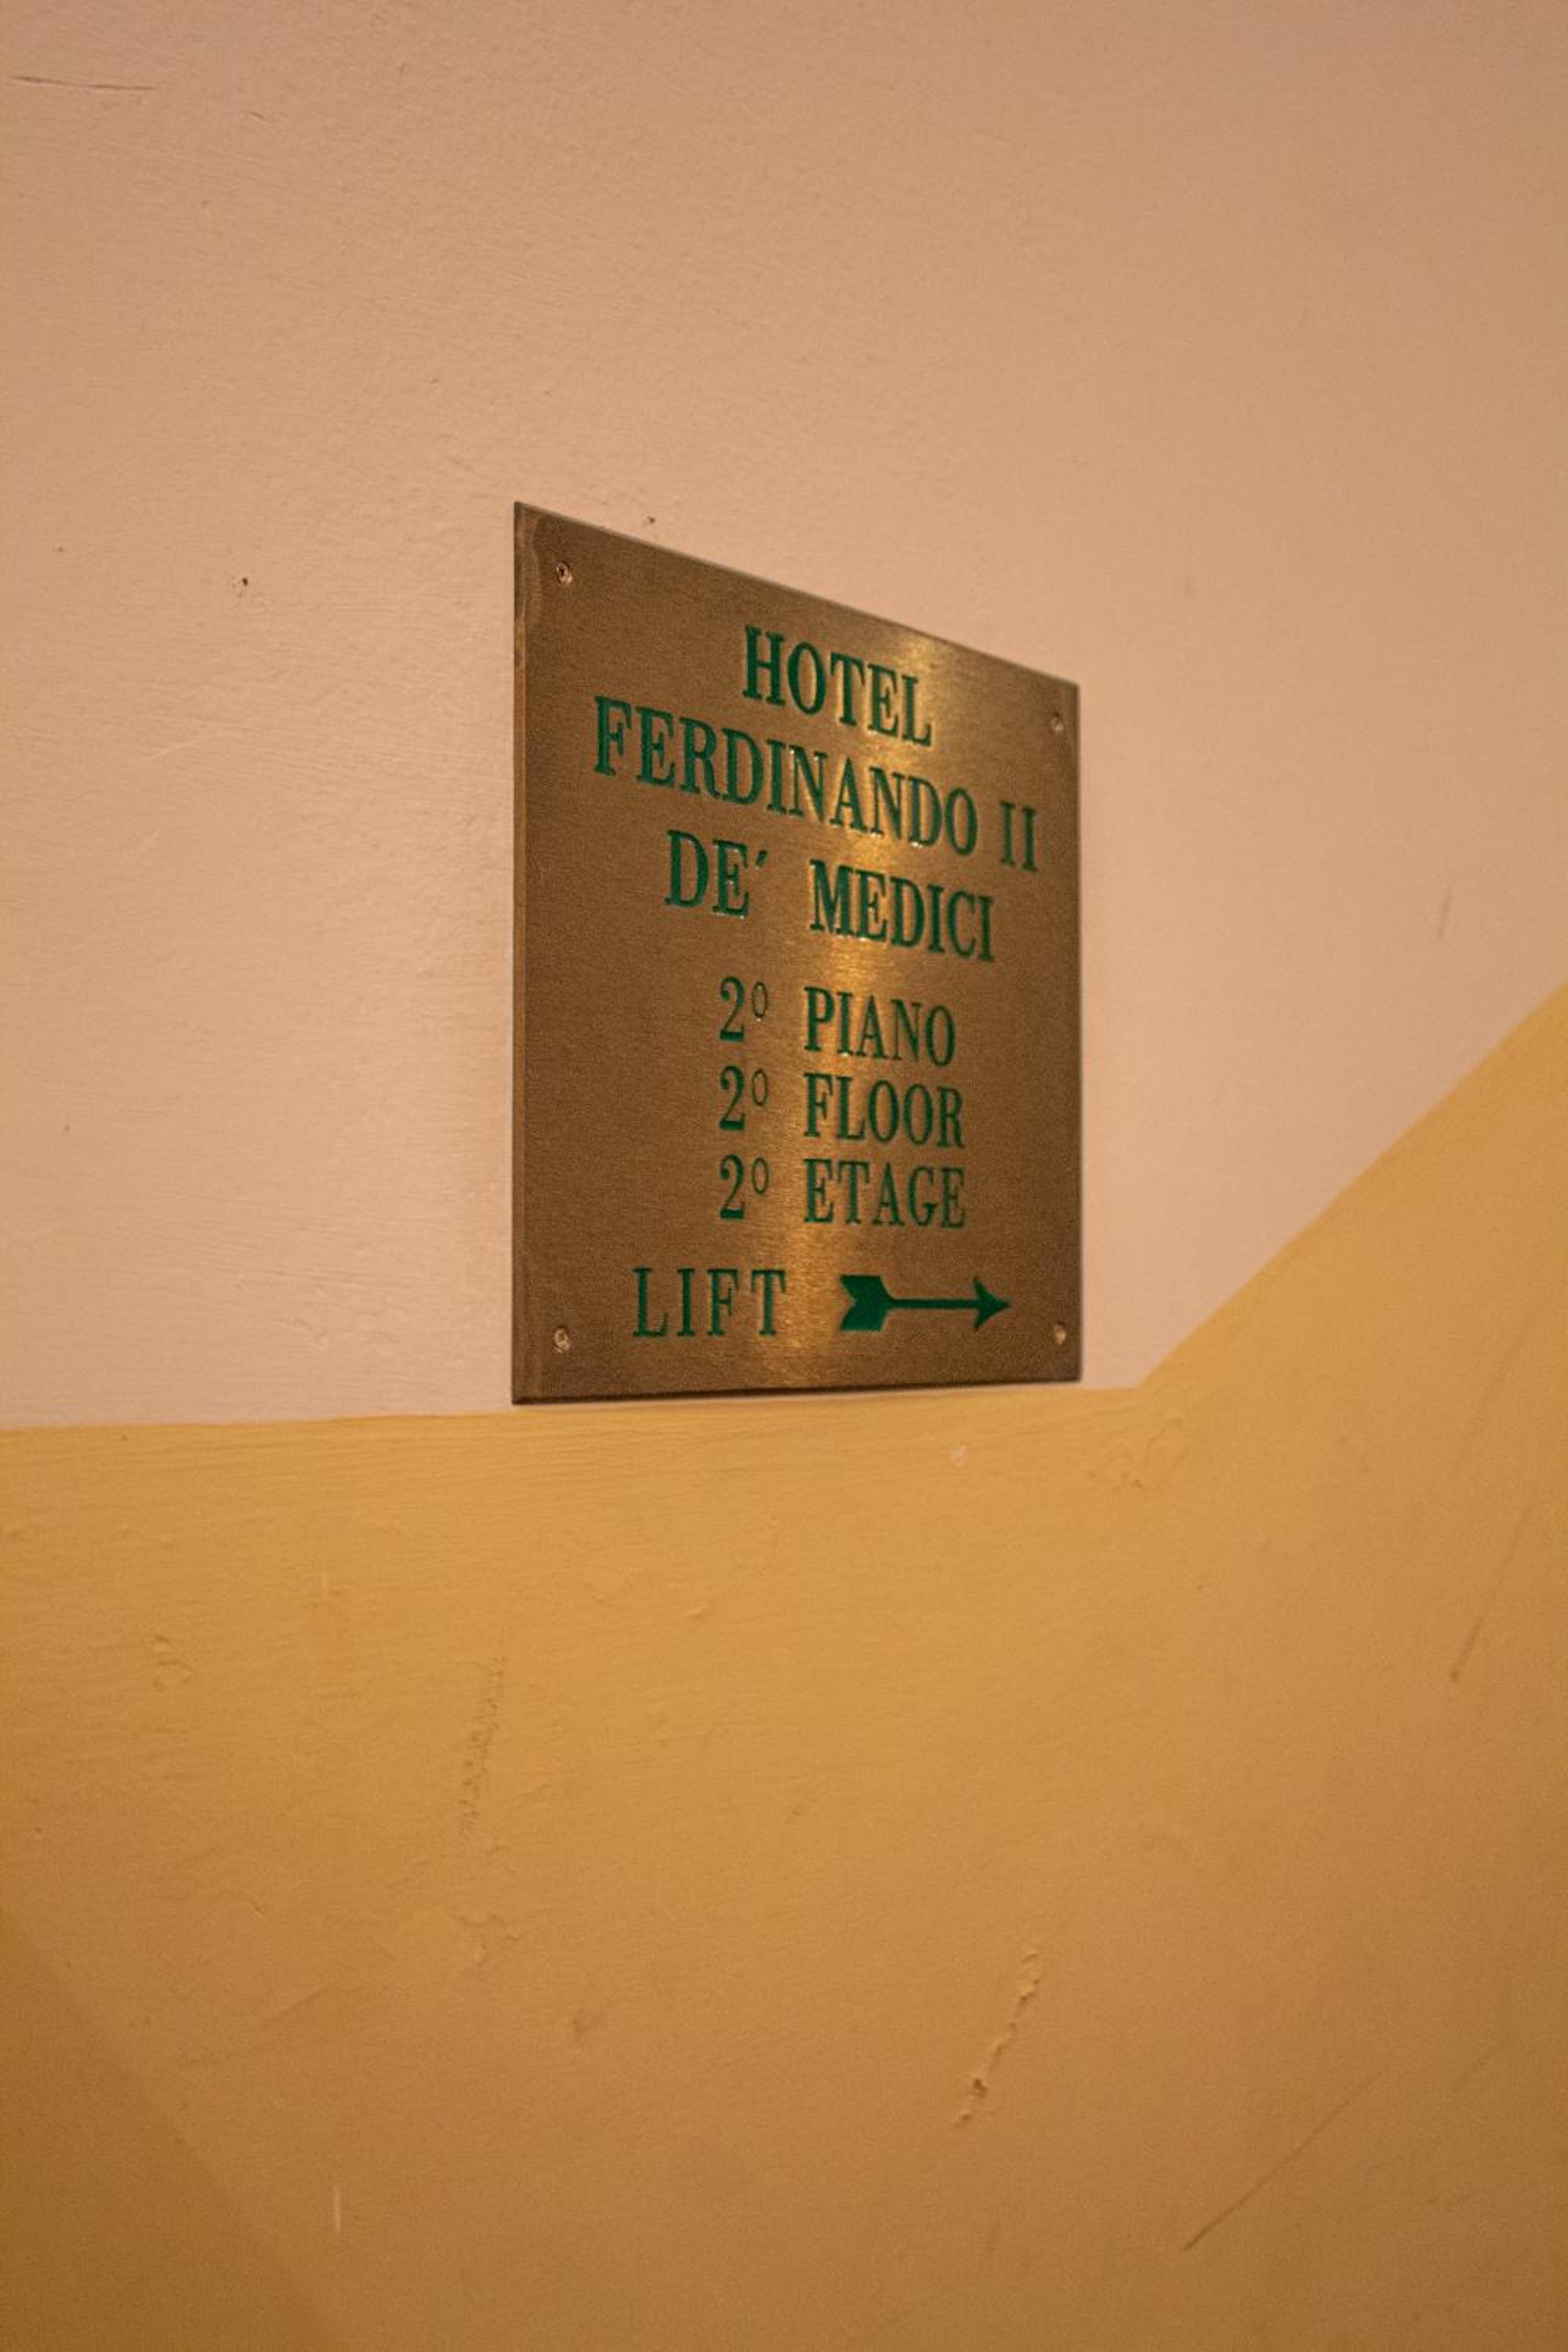 HOTEL
FERDINANDO II
DE´ MEDICI
2º PIANO
2º FLOOR
2º ETAGE
LIFT